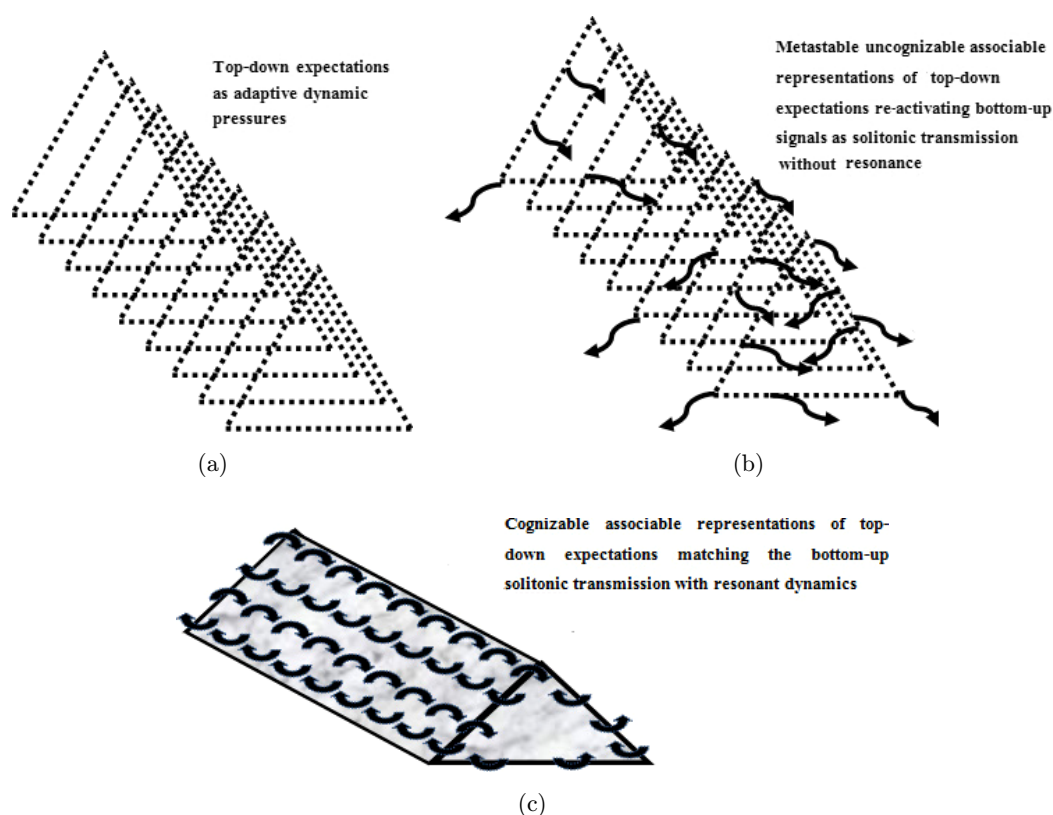 Top-down expectations
as adaptive dynamic
pressures
Metastable uncognizable associable
representations of top-down
expectations re-activating bottom-up
signals as solitonic transmission
without resonance
(a)
(b)
Cognizable associable representations of top-
down expectations matching the bottom-up
solitonic transmission with resonant dynamics
(c)